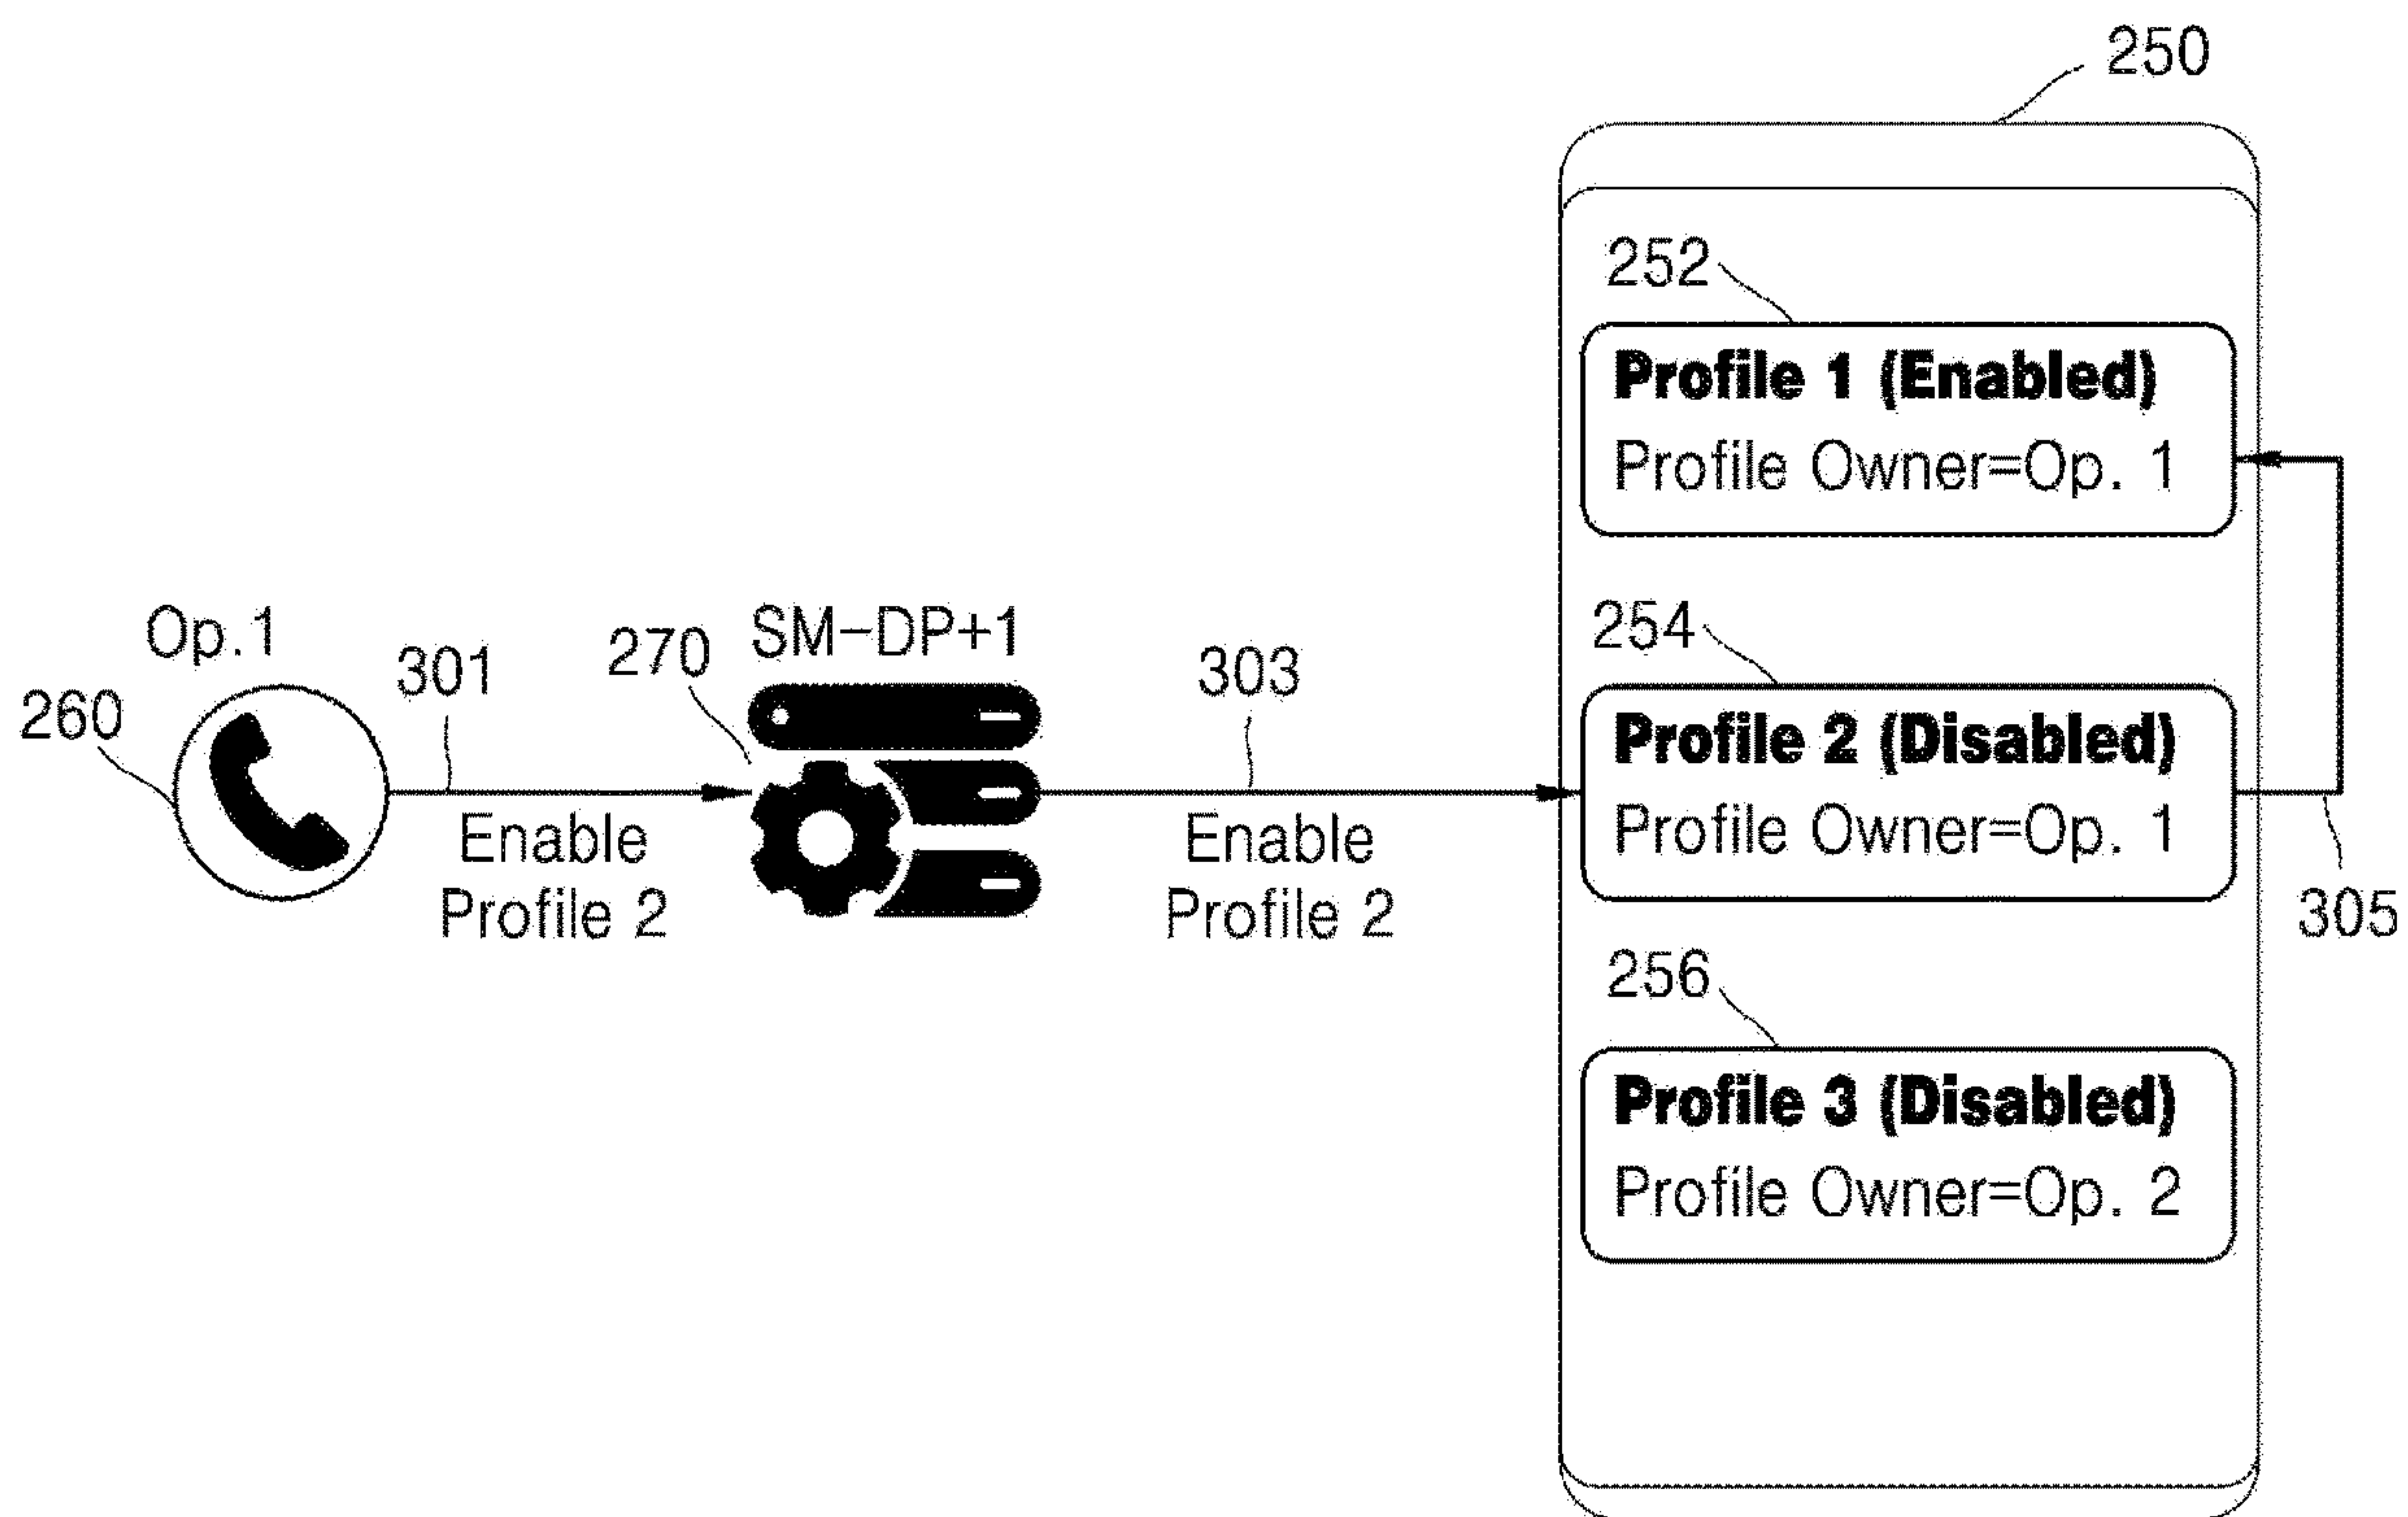 250
252
Profile 1 (Enabled)
Profile Owner=Op. 1
Op.1
260
301
270
SM-DP+1
303
254
Profile 2 (Disabled)
Profile Owner=Op. 1
Enable
Profile 2
Enable
Profile 2
305
256
Profile 3 (Disabled)
Profile Owner=Op. 2